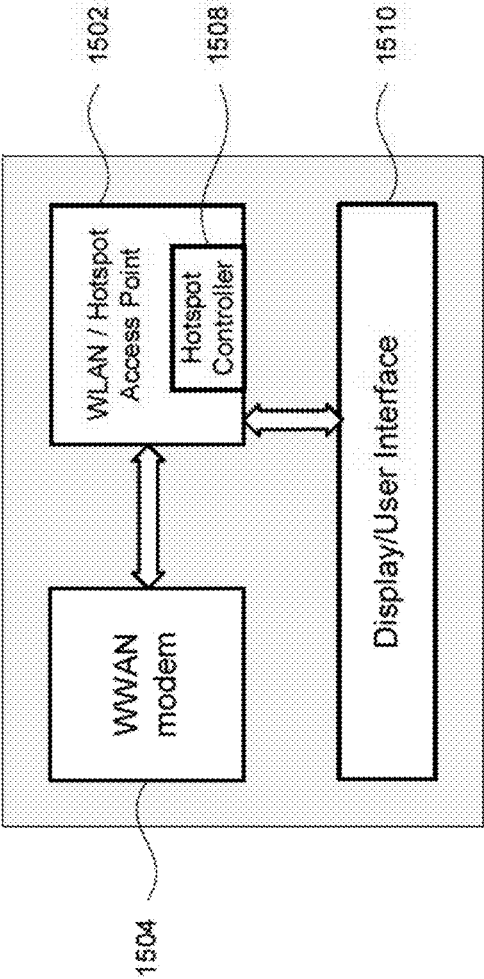 1504
WWAN
modem
WLAN / Hotspot
Access Point
Hotspot
Controller
1502
1508
Display/User Interface
1510